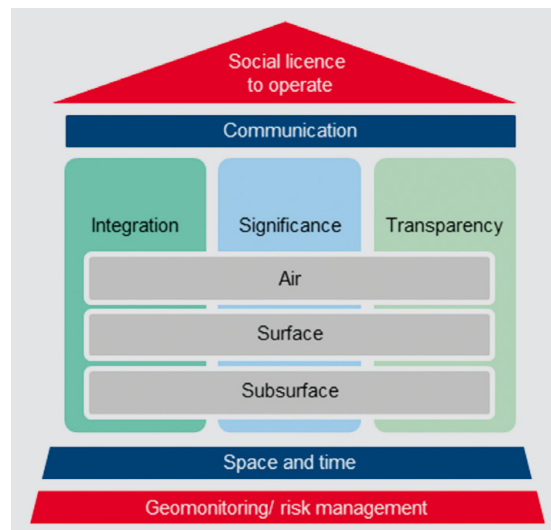 Social licence
to operate
Communication
Integration
Significance
Transparency
Air
Surface
Subsurface
Space and time
Geomonitoring/ risk management